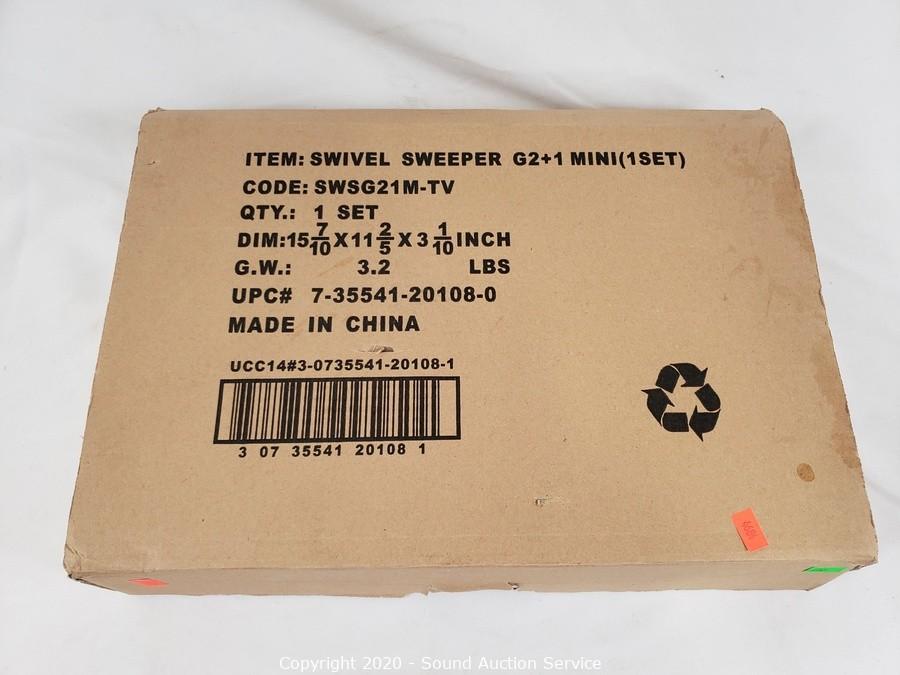 ITEM: SWIVEL SWEEPER G2+1 MINI(1SET)
CODE: SWSG21M-TV
QTY.: 1 SET
DIM:15 7/10 X 11 2/5 X 3 1/10 INCH
G.W.: 3.2 LBS
UPC# 7-35541-20108-0
MADE IN CHINA
UCC14#3-0735541-20108-1
3 07 35541 20108 1
Copyright 2020 - Sound Auction Service